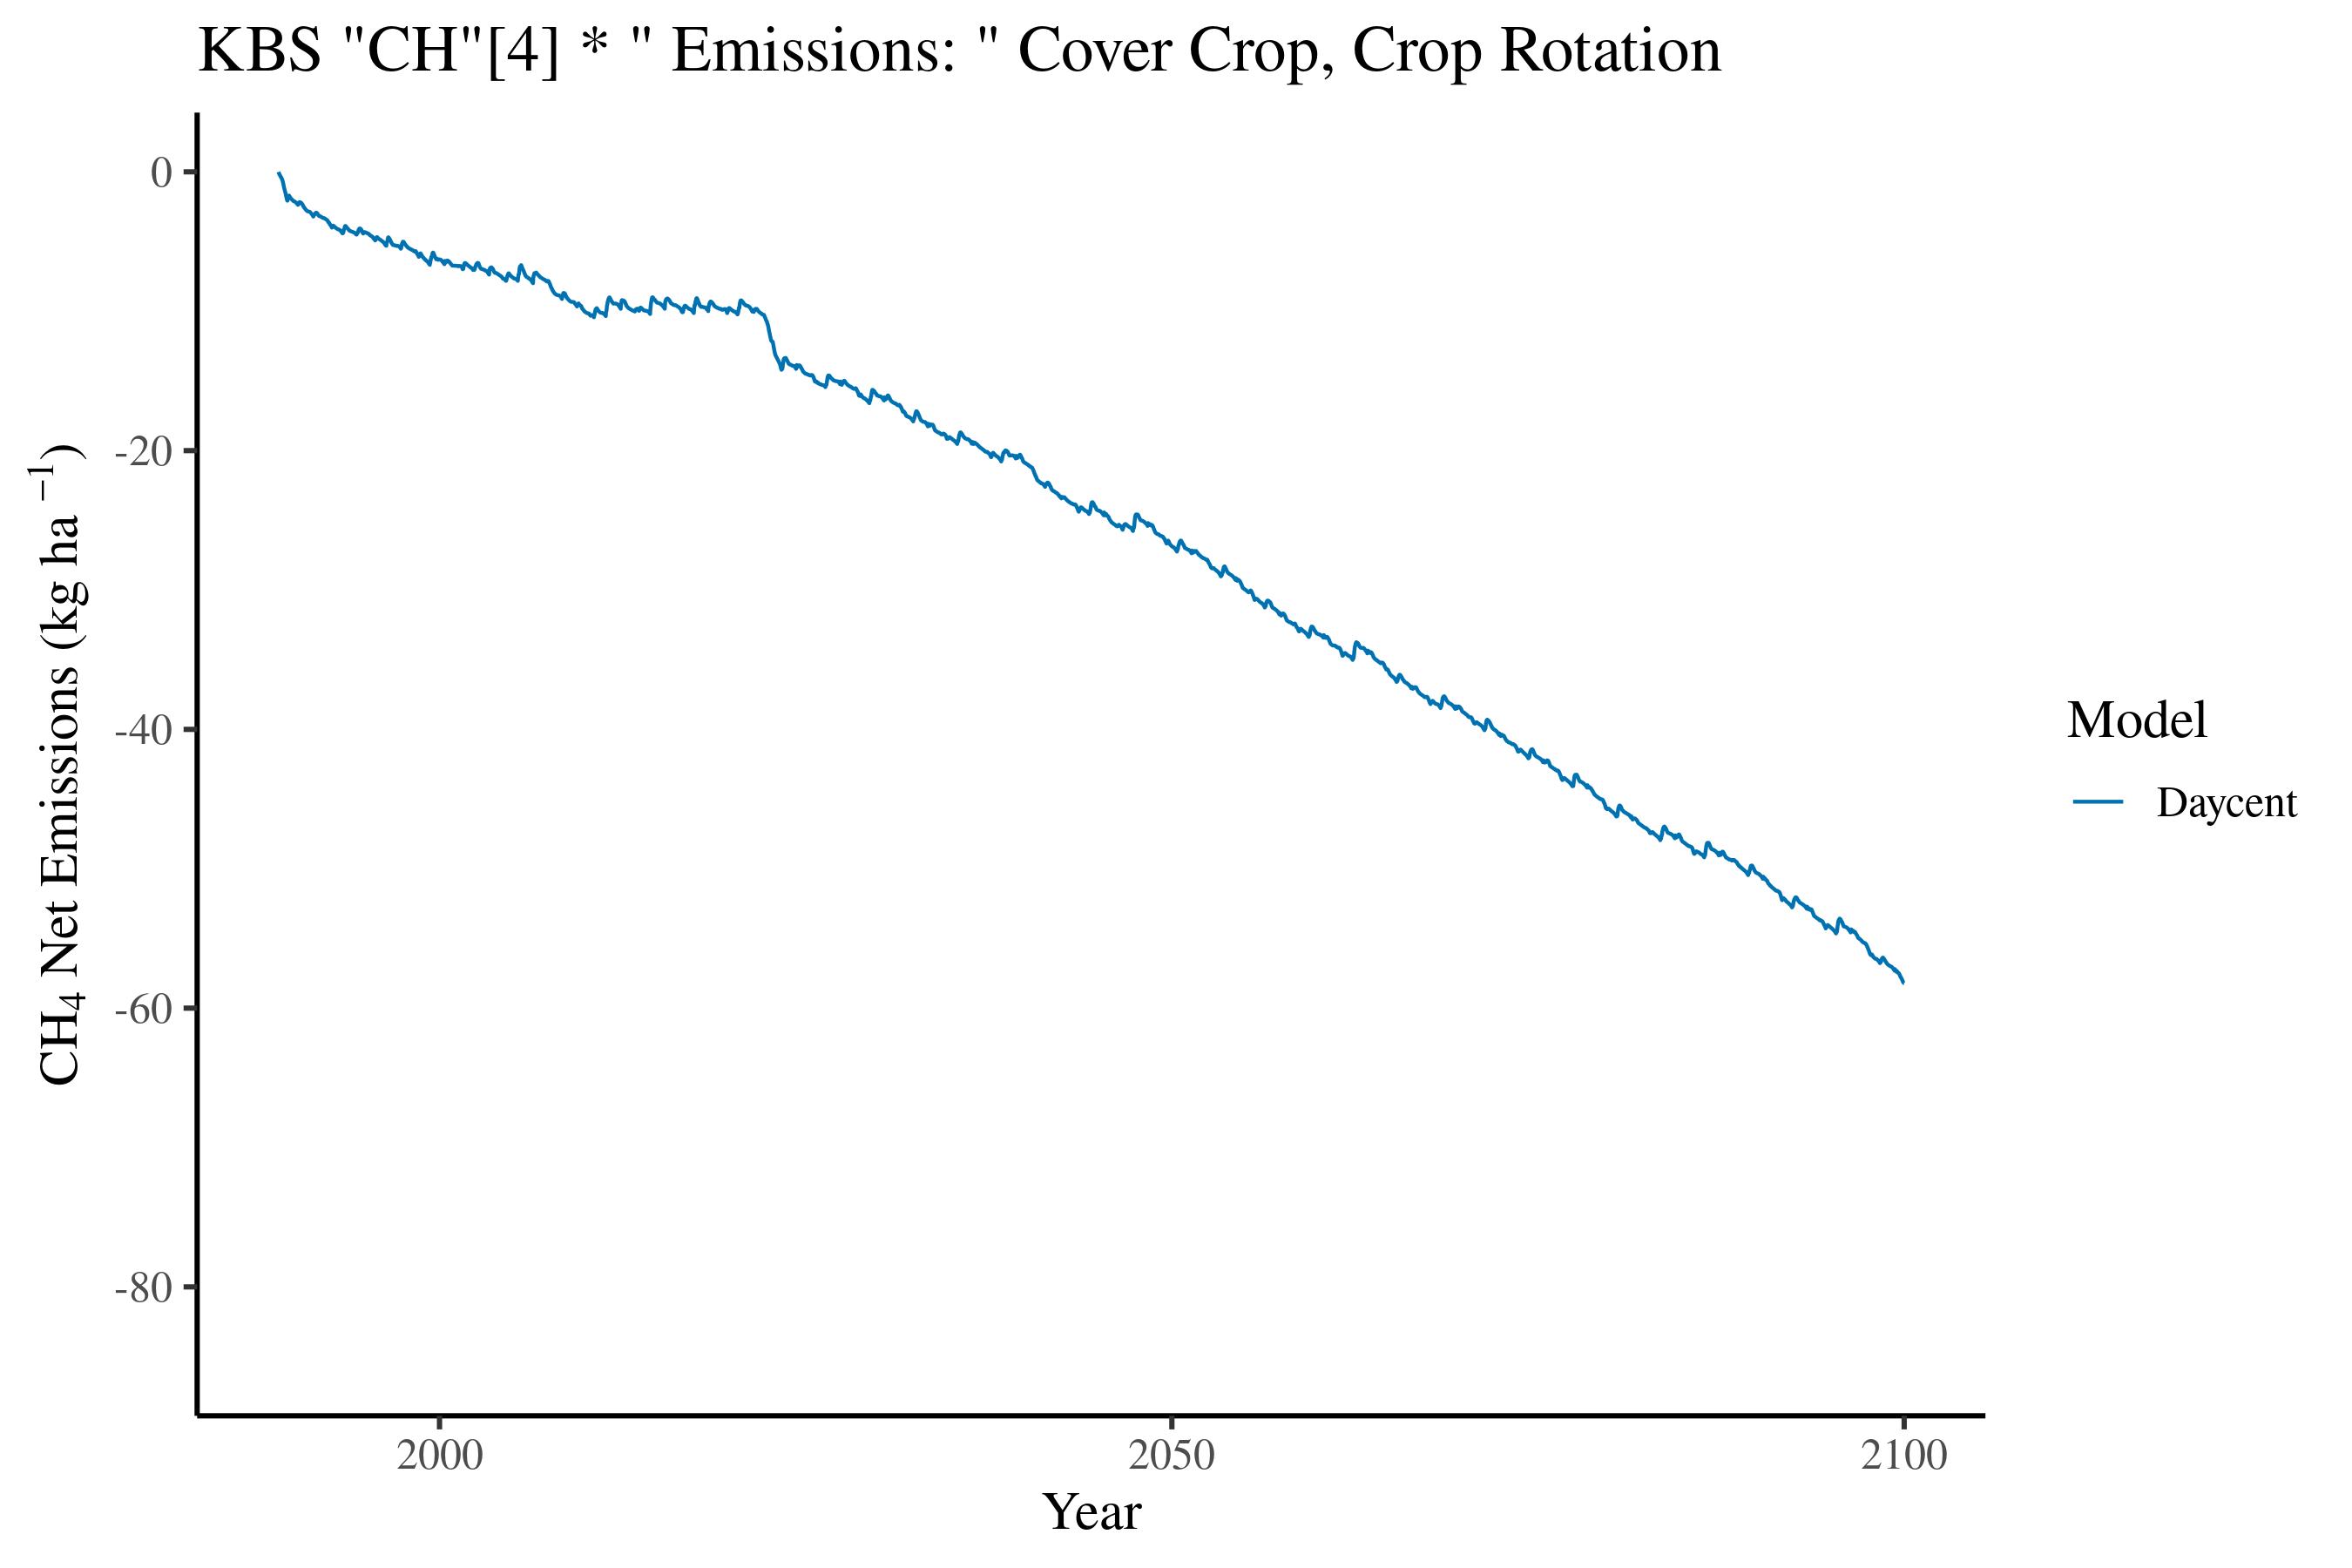 KBS "CH"[4] * " Emissions: " Cover Crop, Crop Rotation
0
-20
-40
-60
-80
CH₄ Net Emissions (kg ha ⁻¹)
2000 2050 2100
Year
Model
Daycent